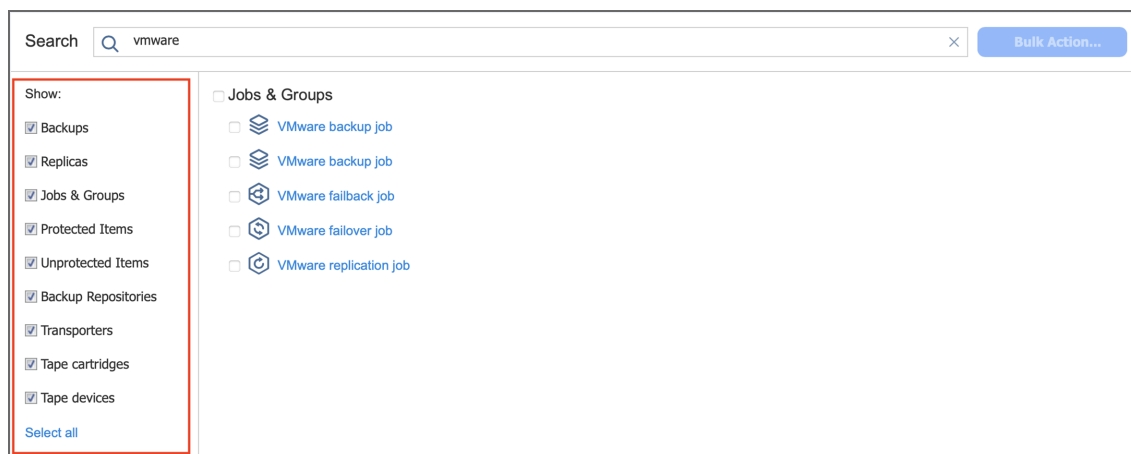 Search
vmware
Bulk Action...
Show:
Backups
Replicas
Jobs & Groups
Protected Items
Unprotected Items
Backup Repositories
Transporters
Tape cartridges
Tape devices
Select all
Jobs & Groups
VMware backup job
VMware backup job
VMware failback job
VMware failover job
VMware replication job